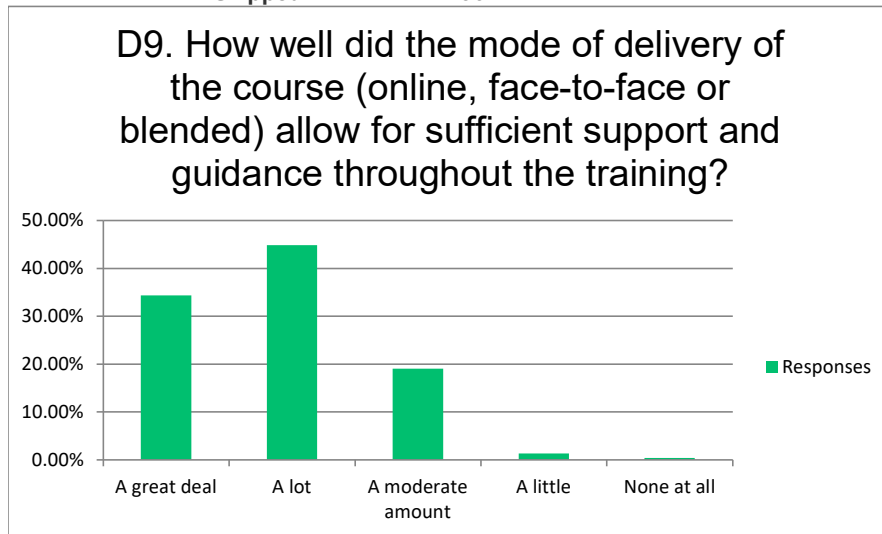 D9. How well did the mode of delivery of
the course (online, face-to-face or
blended) allow for sufficient support and
guidance throughout the training?
50.00%
40.00%
30.00%
20.00%
10.00%
0.00%
A great deal
A lot
A moderate
amount
A little
None at all
Responses